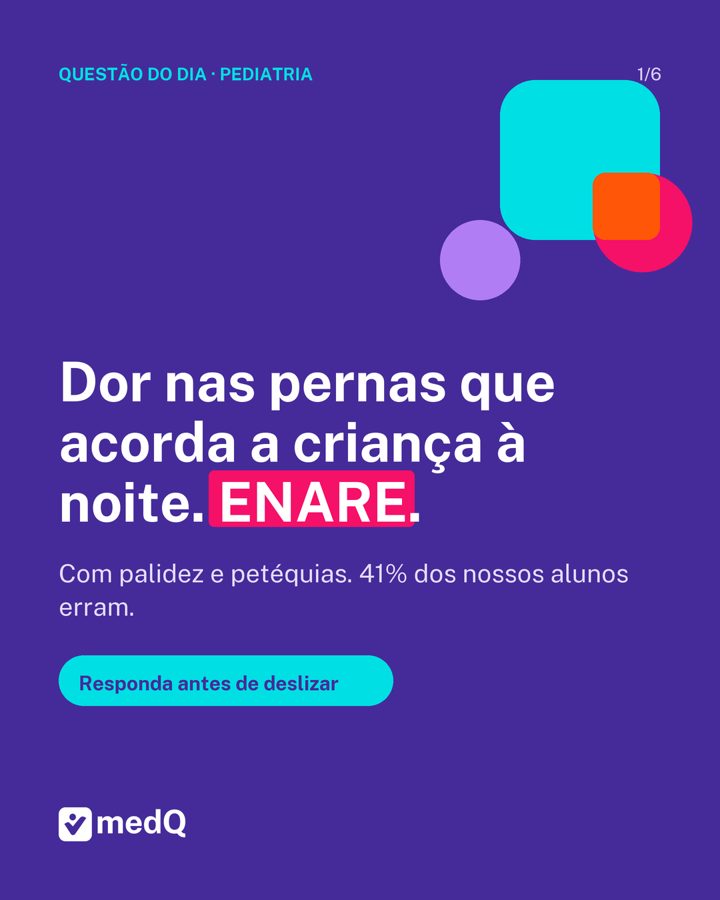 QUESTÃO DO DIA · PEDIATRIA
1/6
Dor nas pernas que
acorda a criança à
noite. ENARE.
Com palidez e petéquias. 41% dos nossos alunos
erram.
Responda antes de deslizar
medQ